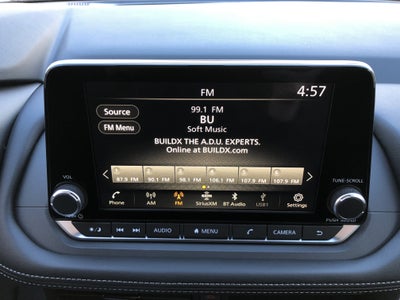 FM
4:57
Source
99.1 FM
BU
FM Menu
Soft Music
BUILDX THE A.D.U. EXPERTS.
Online at BUILDX.com
87.9 FM 90.1 FM 98.1 FM 106.1 FM 107.9 FM 107.9 FM
VOL
TUNE•SCROLL
Phone AM FM SiriusXM BT Audio USB1 Settings
PUSH SOUND
AUDIO MENU CAMERA